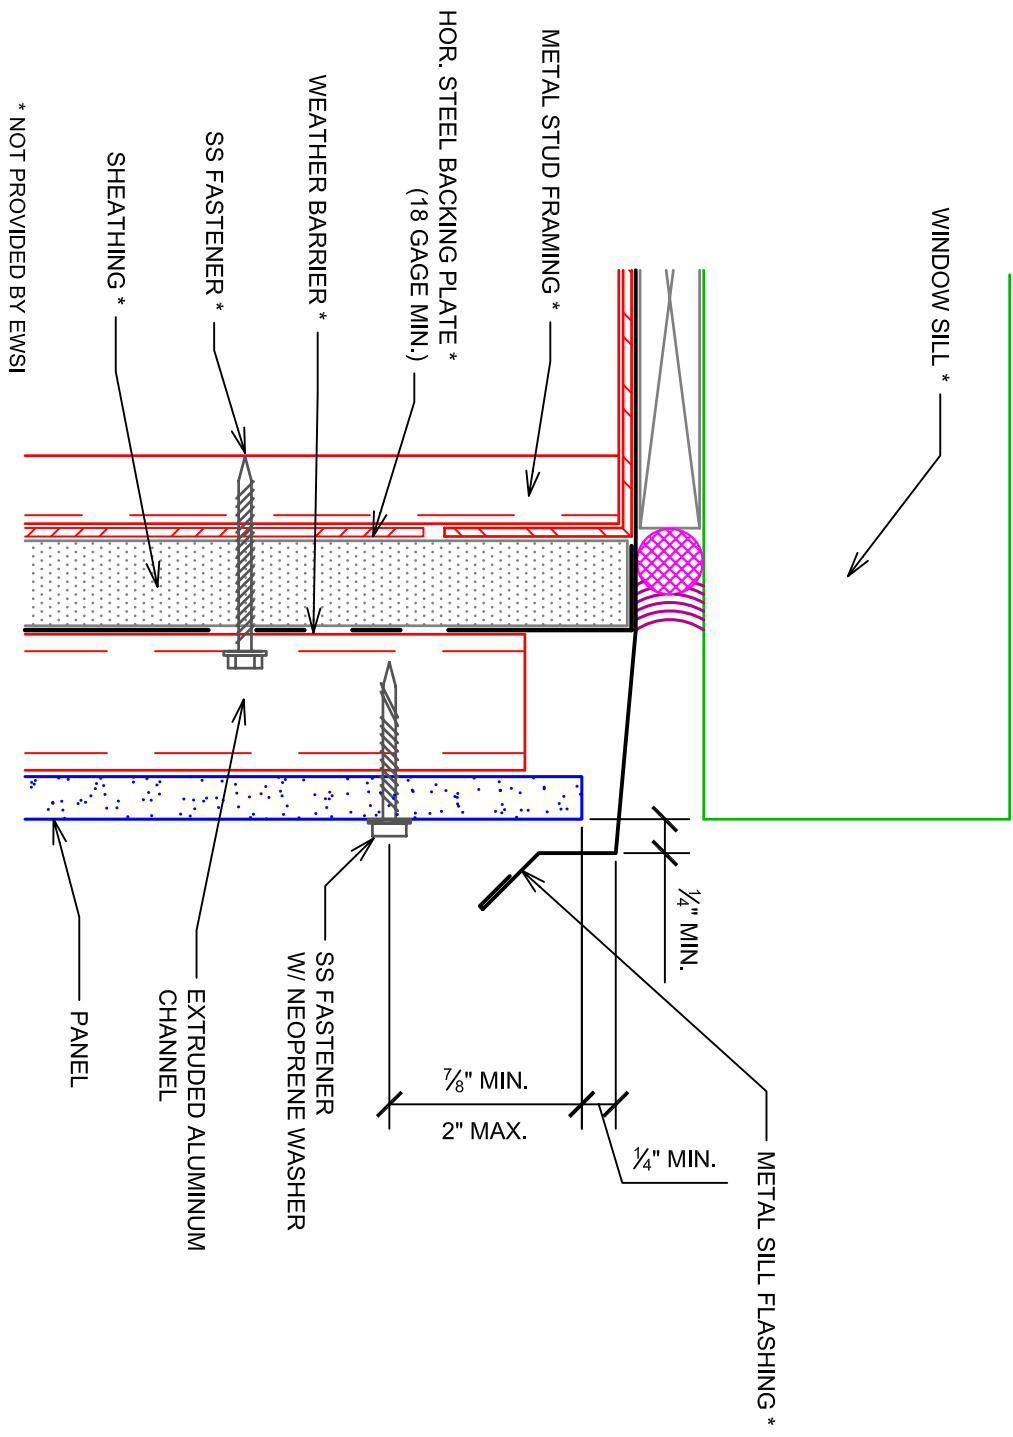 WINDOW SILL *
METAL STUD FRAMING *
HOR. STEEL BACKING PLATE *
(18 GAGE MIN.)
WEATHER BARRIER *
SS FASTENER *
SHEATHING *
* NOT PROVIDED BY EWSI
1/4" MIN.
7/8" MIN.
2" MAX.
1/4" MIN.
METAL SILL FLASHING *
SS FASTENER
W/ NEOPRENE WASHER
EXTRUDED ALUMINUM
CHANNEL
PANEL